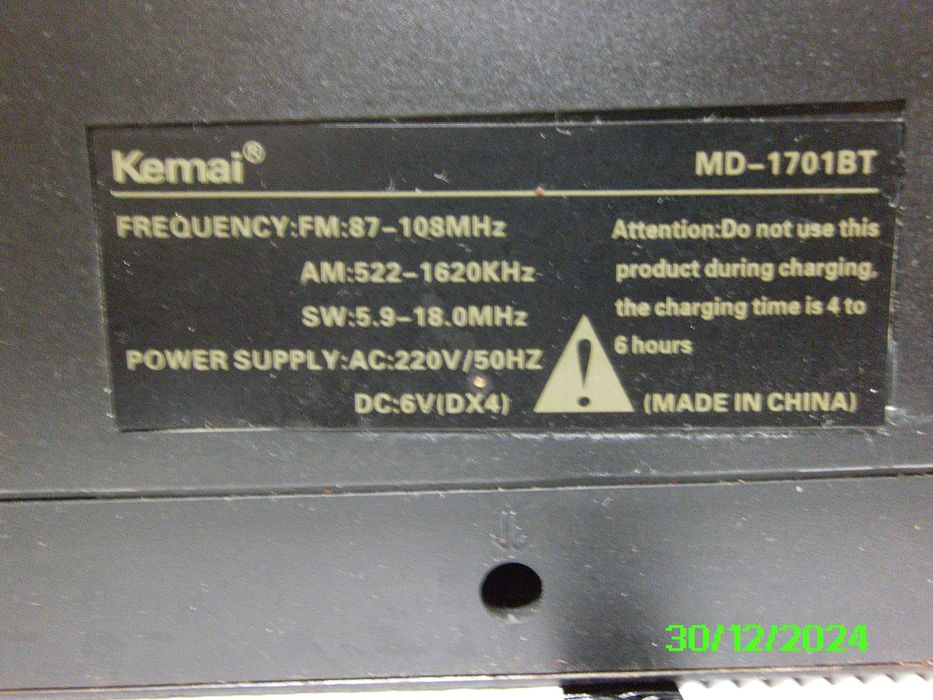 Kemai® MD-1701BT
FREQUENCY:FM:87-108MHz
AM:522-1620KHz
SW:5.9-18.0MHz
POWER SUPPLY:AC:220V/50HZ
DC:6V(DX4)
Attention:Do not use this
product during charging,
the charging time is 4 to
6 hours
(MADE IN CHINA)
30/12/2024